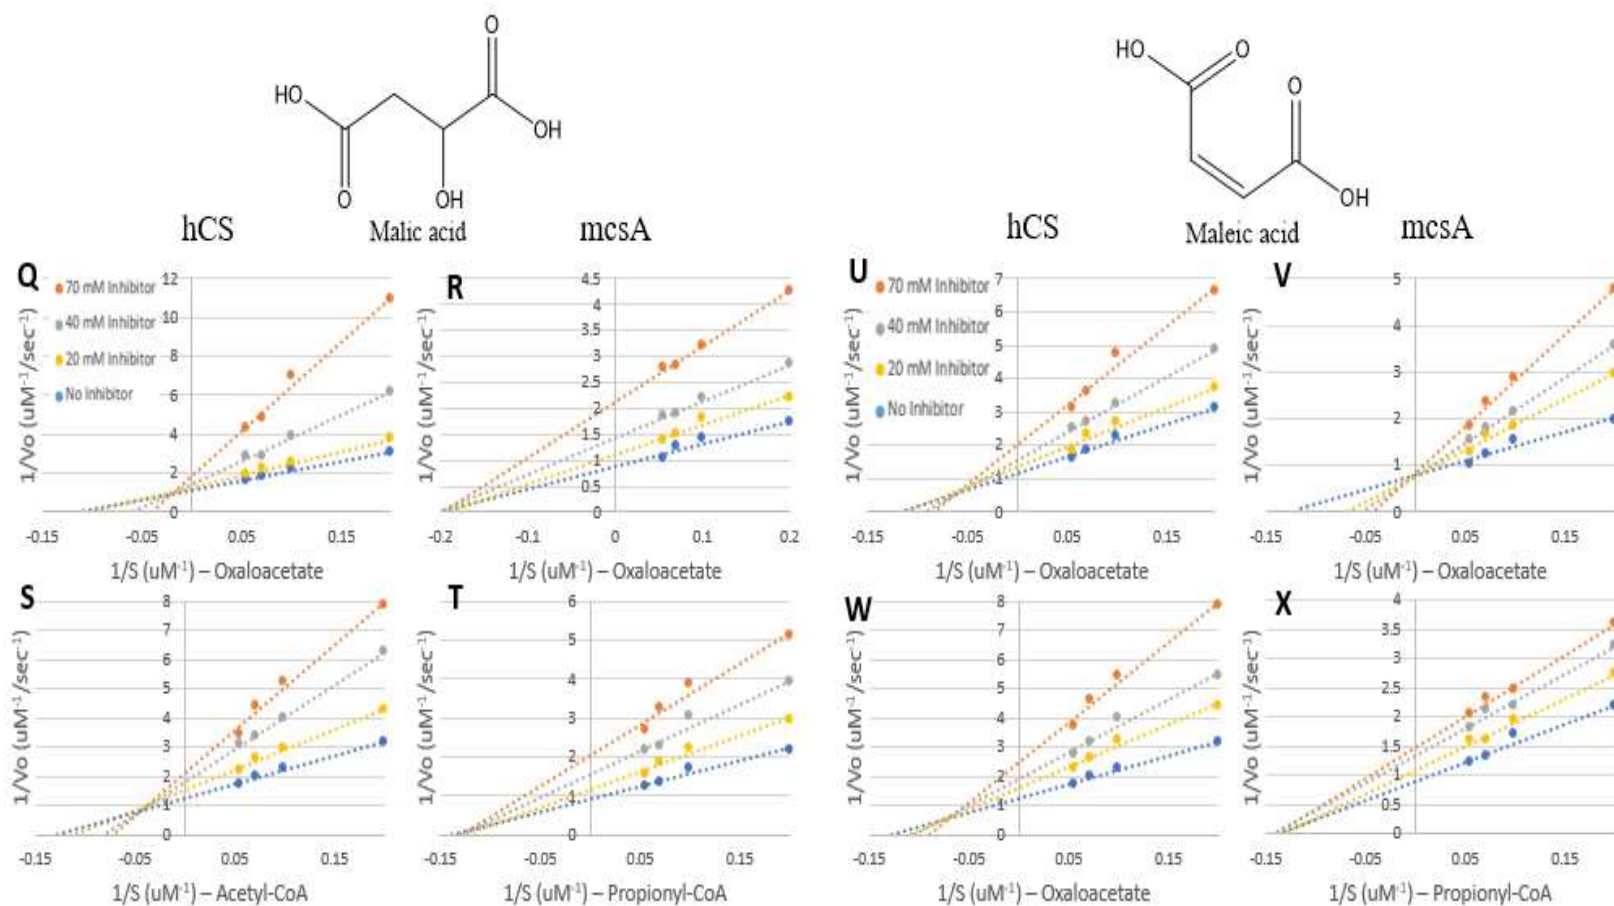 O
HO
OH
O
OH
hCS
Malic acid
mcsA
HO
O
O
OH
hCS
Maleic acid
mcsA
Q
70 mM Inhibitor
40 mM Inhibitor
20 mM Inhibitor
No Inhibitor
1/Vo (uM⁻¹/sec⁻¹)
12
10
8
6
4
2
0
-0.15
-0.05
0.05
0.15
1/S (uM⁻¹) – Oxaloacetate
R
1/Vo (uM⁻¹/sec⁻¹)
4.5
4
3.5
3
2.5
2
1.5
1
0.5
0
-0.2
-0.1
0
0.1
0.2
1/S (uM⁻¹) – Oxaloacetate
U
70 mM Inhibitor
40 mM Inhibitor
20 mM Inhibitor
No Inhibitor
1/Vo (uM⁻¹/sec⁻¹)
7
6
5
4
3
2
1
0
-0.15
-0.05
0.05
0.15
1/S (uM⁻¹) – Oxaloacetate
V
1/Vo (uM⁻¹/sec⁻¹)
5
4
3
2
1
0
-0.15
-0.05
0.05
0.15
1/S (uM⁻¹) – Oxaloacetate
S
1/Vo (uM⁻¹/sec⁻¹)
8
7
6
5
4
3
2
1
0
-0.15
-0.05
0.05
0.15
1/S (uM⁻¹) – Acetyl-CoA
T
1/Vo (uM⁻¹/sec⁻¹)
6
5
4
3
2
1
0
-0.15
-0.05
0.05
0.15
1/S (uM⁻¹) – Propionyl-CoA
W
1/Vo (uM⁻¹/sec⁻¹)
8
7
6
5
4
3
2
1
0
-0.15
-0.05
0.05
0.15
1/S (uM⁻¹) – Oxaloacetate
X
1/Vo (uM⁻¹/sec⁻¹)
4
3.5
3
2.5
2
1.5
1
0.5
0
-0.15
-0.05
0.05
0.15
1/S (uM⁻¹) – Propionyl-CoA